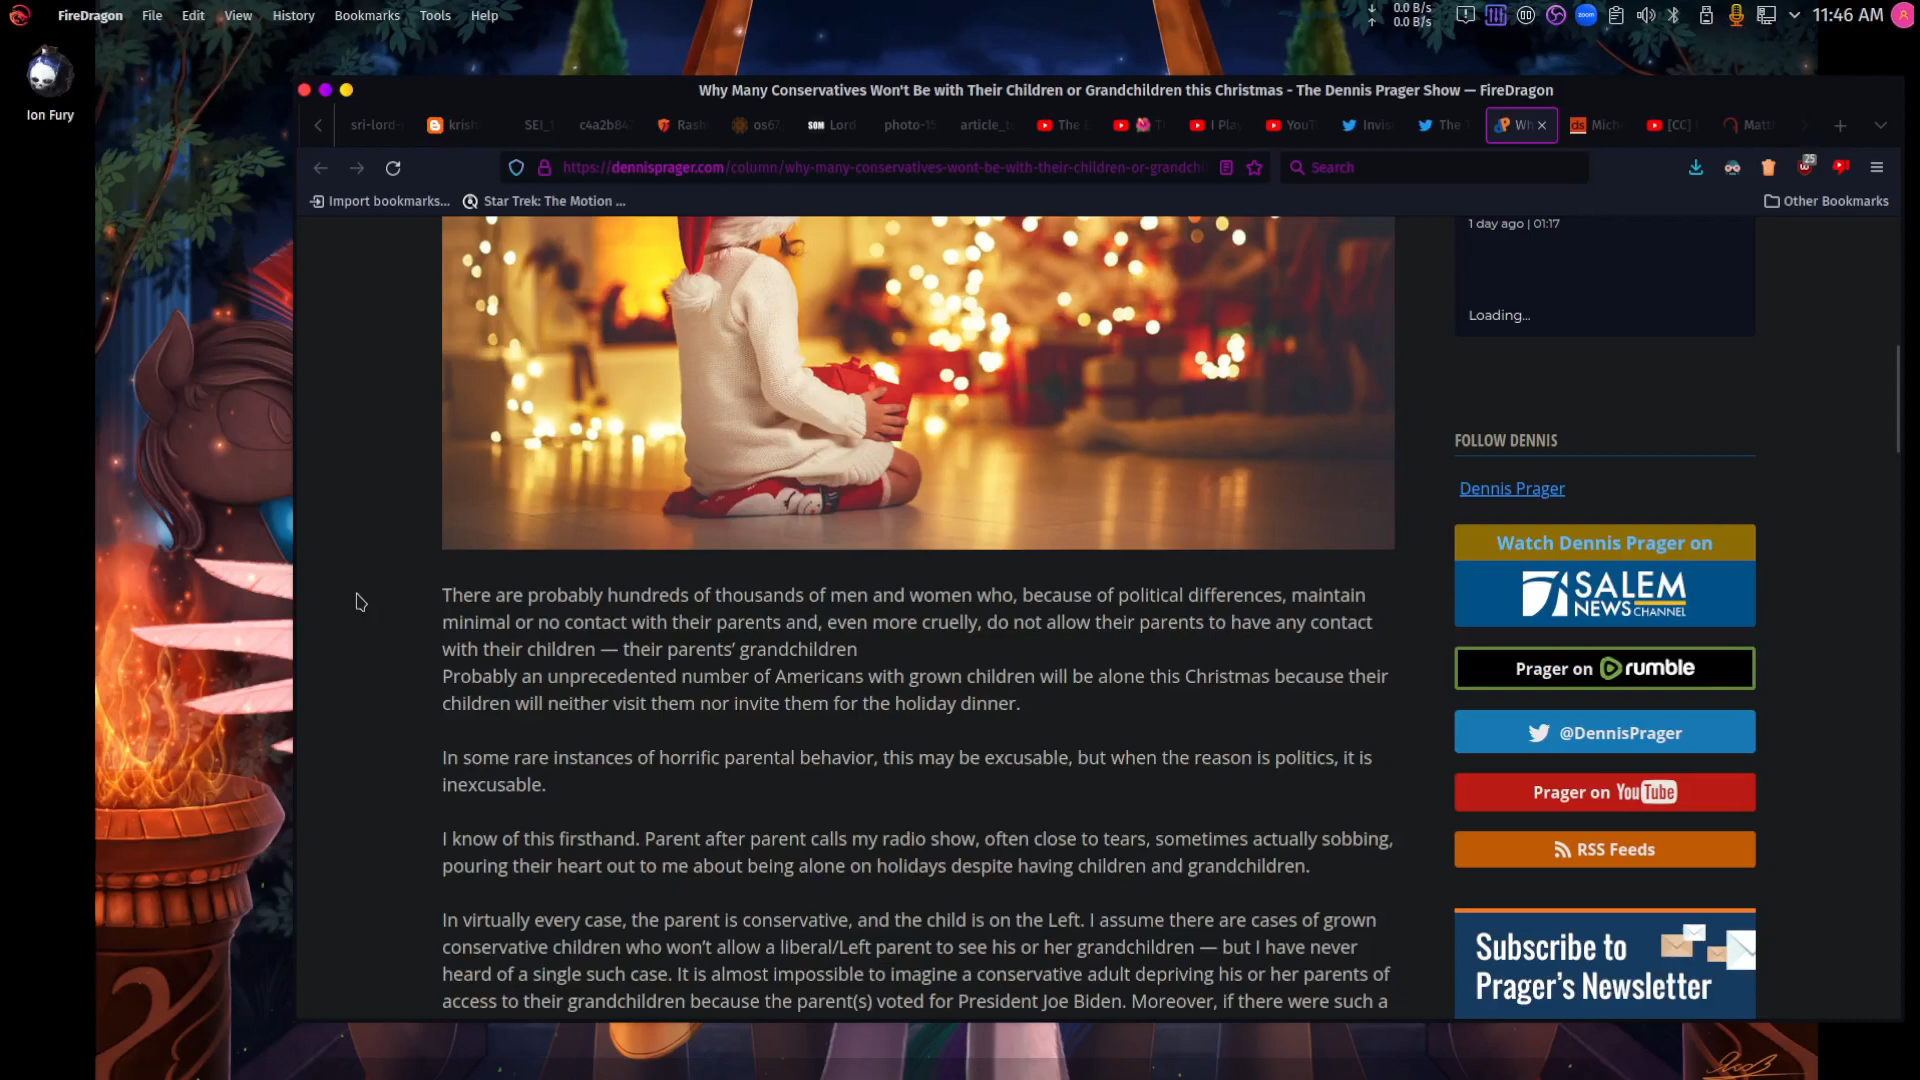 FireDragon File Edit View History Bookmarks Tools Help
0.0 B/s
0.0 B/s
zoom
11:46 AM
Ion Fury
Why Many Conservatives Won't Be with Their Children or Grandchildren this Christmas - The Dennis Prager Show — FireDragon
sri-lord- krish SEI_1 c4a2b847 Rash os67 SOM Lord photo-15 article_t The E T I Play YouT Invis The T Wh Mich [CC] Matt
https://dennisprager.com/column/why-many-conservatives-wont-be-with-their-children-or-grandch
Search
25
Import bookmarks... Star Trek: The Motion ... Other Bookmarks
1 day ago | 01:17
Loading...
FOLLOW DENNIS
Dennis Prager
Watch Dennis Prager on
SALEM
NEWS CHANNEL
Prager on rumble
@DennisPrager
Prager on YouTube
RSS Feeds
Subscribe to
Prager's Newsletter
There are probably hundreds of thousands of men and women who, because of political differences, maintain
minimal or no contact with their parents and, even more cruelly, do not allow their parents to have any contact
with their children — their parents’ grandchildren
Probably an unprecedented number of Americans with grown children will be alone this Christmas because their
children will neither visit them nor invite them for the holiday dinner.
In some rare instances of horrific parental behavior, this may be excusable, but when the reason is politics, it is
inexcusable.
I know of this firsthand. Parent after parent calls my radio show, often close to tears, sometimes actually sobbing,
pouring their heart out to me about being alone on holidays despite having children and grandchildren.
In virtually every case, the parent is conservative, and the child is on the Left. I assume there are cases of grown
conservative children who won’t allow a liberal/Left parent to see his or her grandchildren — but I have never
heard of a single such case. It is almost impossible to imagine a conservative adult depriving his or her parents of
access to their grandchildren because the parent(s) voted for President Joe Biden. Moreover, if there were such a